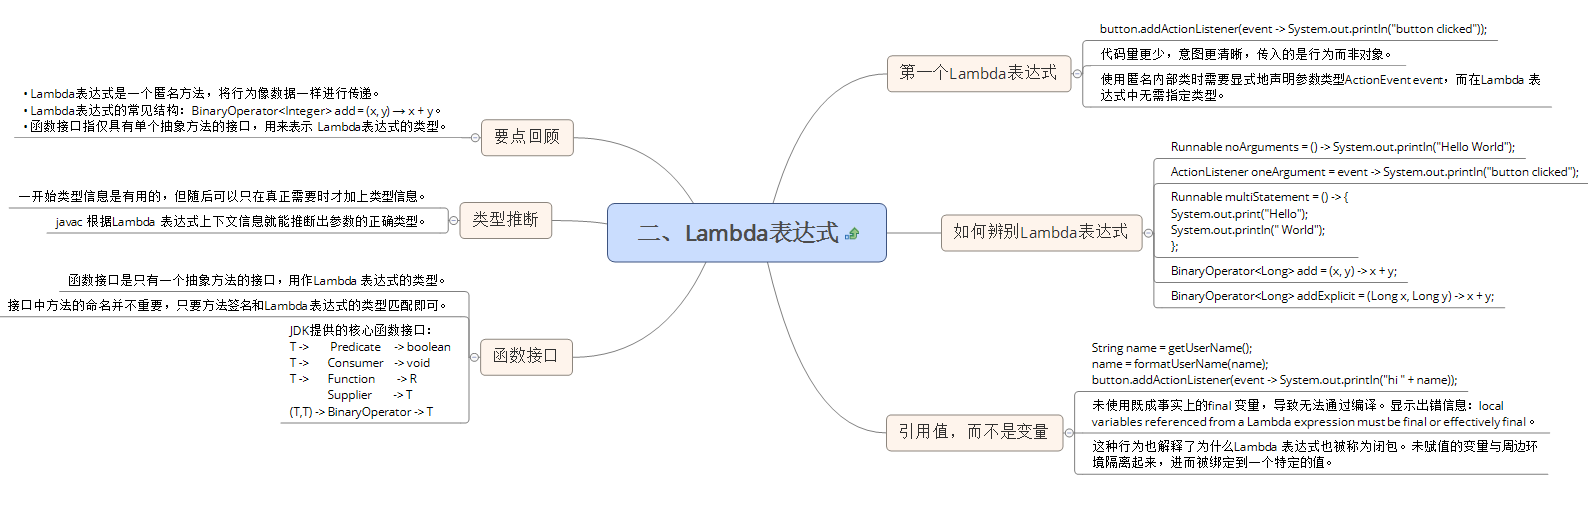 二、Lambda表达式
第一个Lambda表达式
button.addActionListener(event -> System.out.println("button clicked"));
代码量更少，意图更清晰，传入的是行为而非对象。
使用匿名内部类时需要显式地声明参数类型ActionEvent event，而在Lambda 表
达式中无需指定类型。
如何辨别Lambda表达式
Runnable noArguments = () -> System.out.println("Hello World");
ActionListener oneArgument = event -> System.out.println("button clicked");
Runnable multiStatement = () -> {
System.out.print("Hello");
System.out.println(" World");
};
BinaryOperator<Long> add = (x, y) -> x + y;
BinaryOperator<Long> addExplicit = (Long x, Long y) -> x + y;
引用值，而不是变量
String name = getUserName();
name = formatUserName(name);
button.addActionListener(event -> System.out.println("hi " + name));
未使用既成事实上的final 变量，导致无法通过编译。显示出错信息：local
variables referenced from a Lambda expression must be final or effectively final。
这种行为也解释了为什么Lambda 表达式也被称为闭包。未赋值的变量与周边环
境隔离起来，进而被绑定到一个特定的值。
要点回顾
• Lambda表达式是一个匿名方法，将行为像数据一样进行传递。
• Lambda表达式的常见结构：BinaryOperator<Integer> add = (x, y) → x + y。
• 函数接口指仅具有单个抽象方法的接口，用来表示 Lambda表达式的类型。
类型推断
一开始类型信息是有用的，但随后可以只在真正需要时才加上类型信息。
javac 根据Lambda 表达式上下文信息就能推断出参数的正确类型。
函数接口
函数接口是只有一个抽象方法的接口，用作Lambda 表达式的类型。
接口中方法的命名并不重要，只要方法签名和Lambda表达式的类型匹配即可。
JDK提供的核心函数接口：
T -> Predicate -> boolean
T -> Consumer -> void
T -> Function -> R
Supplier -> T
(T,T) -> BinaryOperator -> T